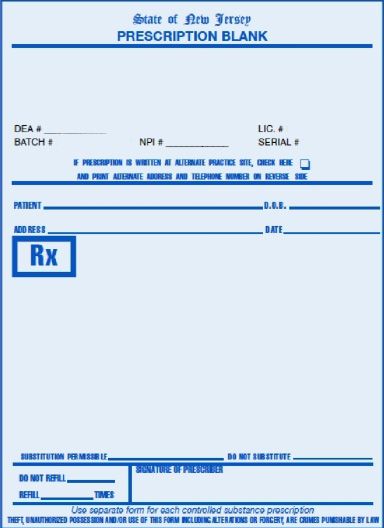 State of New Jersey
PRESCRIPTION BLANK
DEA # ____________ LIC. #
BATCH # NPI # ____________ SERIAL #
IF PRESCRIPTION IS WRITTEN AT ALTERNATE PRACTICE SITE, CHECK HERE
AND PRINT ALTERNATE ADDRESS AND TELEPHONE NUMBER ON REVERSE SIDE
PATIENT D.O.B.
ADDRESS DATE
Rx
SUBSTITUTION PERMISSIBLE DO NOT SUBSTITUTE
SIGNATURE OF PRESCRIBER
DO NOT REFILL
REFILL TIMES
Use separate form for each controlled substance prescription
THEFT, UNAUTHORIZED POSSESSION AND/OR USE OF THIS FORM INCLUDING ALTERATIONS OR FORGERY, ARE CRIMES PUNISHABLE BY LAW